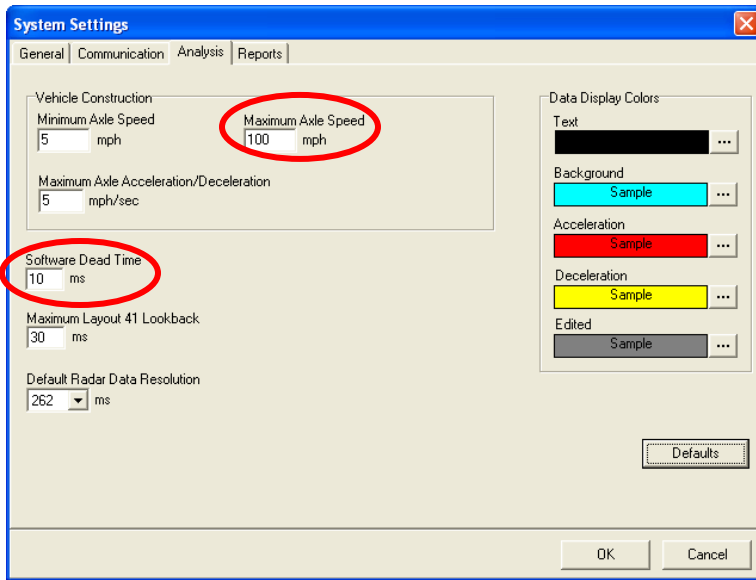 System Settings
General Communication Analysis Reports
Vehicle Construction
Minimum Axle Speed
5 mph
Maximum Axle Speed
100 mph
Maximum Axle Acceleration/Deceleration
5 mph/sec
Software Dead Time
10 ms
Maximum Layout 41 Lookback
30 ms
Default Radar Data Resolution
262 ms
Data Display Colors
Text
...
Background
Sample ...
Acceleration
Sample ...
Deceleration
Sample ...
Edited
Sample ...
Defaults
OK Cancel